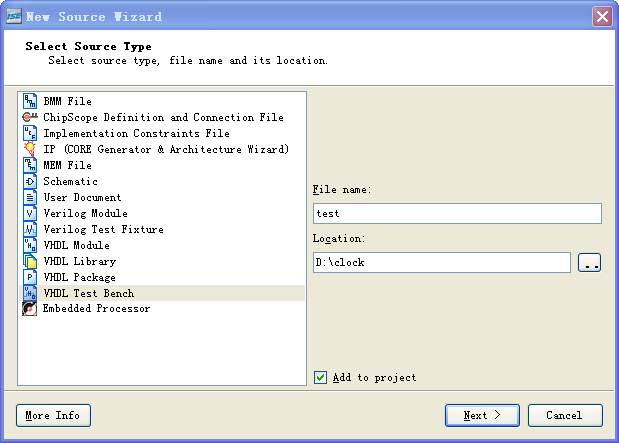 ISE New Source Wizard
Select Source Type
Select source type, file name and its location.
BMM File
ChipScope Definition and Connection File
Implementation Constraints File
IP (CORE Generator & Architecture Wizard)
MEM File
Schematic
User Document
Verilog Module
Verilog Test Fixture
VHDL Module
VHDL Library
VHDL Package
VHDL Test Bench
Embedded Processor
File name:
test
Location:
D:\clock
..
Add to project
More Info
Next >
Cancel